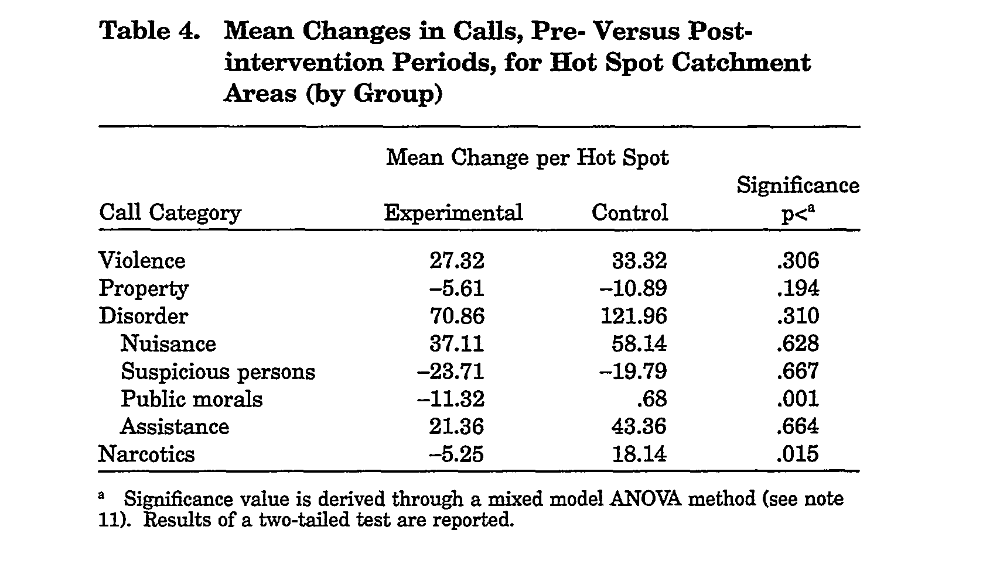 Table 4. Mean Changes in Calls, Pre- Versus Post-
intervention Periods, for Hot Spot Catchment
Areas (by Group)
Mean Change per Hot Spot
Significance
Call Category Experimental Control p<a
Violence 27.32 33.32 .306
Property –5.61 –10.89 .194
Disorder 70.86 121.96 .310
Nuisance 37.11 58.14 .628
Suspicious persons –23.71 –19.79 .667
Public morals –11.32 .68 .001
Assistance 21.36 43.36 .664
Narcotics –5.25 18.14 .015
a Significance value is derived through a mixed model ANOVA method (see note
11). Results of a two-tailed test are reported.